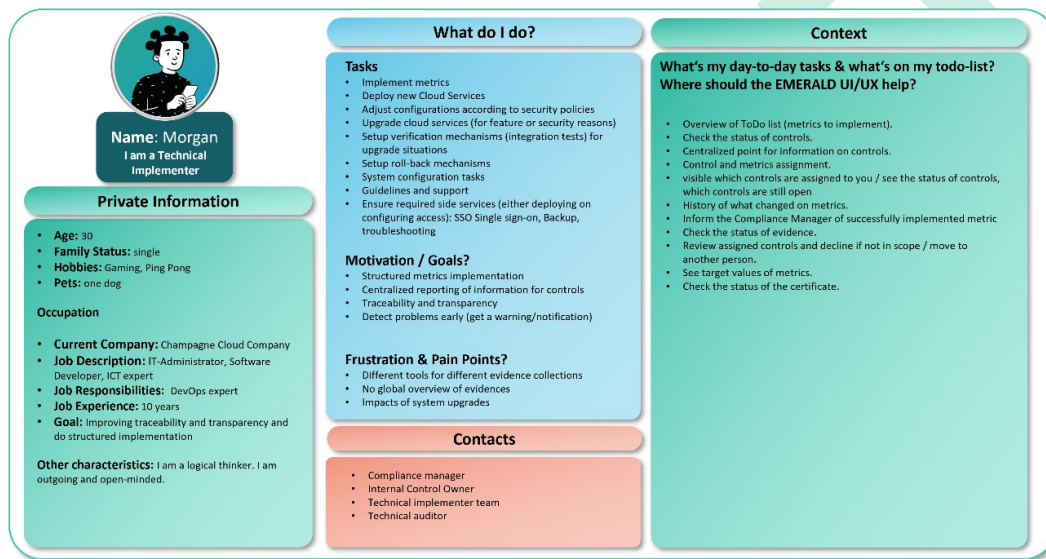 Name: Morgan
I am a Technical
Implementer
Private Information
• Age: 30
• Family Status: single
• Hobbies: Gaming, Ping Pong
• Pets: one dog
Occupation
• Current Company: Champagne Cloud Company
• Job Description: IT-Administrator, Software
Developer, ICT expert
• Job Responsibilities: DevOps expert
• Job Experience: 10 years
• Goal: Improving traceability and transparency and
do structured implementation
Other characteristics: I am a logical thinker. I am
outgoing and open-minded.
What do I do?
Tasks
• Implement metrics
• Deploy new Cloud Services
• Adjust configurations according to security policies
• Upgrade cloud services (for feature or security reasons)
• Setup verification mechanisms (integration tests) for
upgrade situations
• Setup roll-back mechanisms
• System configuration tasks
• Guidelines and support
• Ensure required side services (either deploying on
configuring access): SSO Single sign-on, Backup,
troubleshooting
Motivation / Goals?
• Structured metrics implementation
• Centralized reporting of information for controls
• Traceability and transparency
• Detect problems early (get a warning/notification)
Frustration & Pain Points?
• Different tools for different evidence collections
• No global overview of evidences
• Impacts of system upgrades
Contacts
• Compliance manager
• Internal Control Owner
• Technical implementer team
• Technical auditor
Context
What's my day-to-day tasks & what's on my todo-list?
Where should the EMERALD UI/UX help?
• Overview of ToDo list (metrics to implement).
• Check the status of controls.
• Centralized point for information on controls.
• Control and metrics assignment.
• visible which controls are assigned to you / see the status of controls,
which controls are still open
• History of what changed on metrics.
• Inform the Compliance Manager of successfully implemented metric
• Check the status of evidence.
• Review assigned controls and decline if not in scope / move to
another person.
• See target values of metrics.
• Check the status of the certificate.